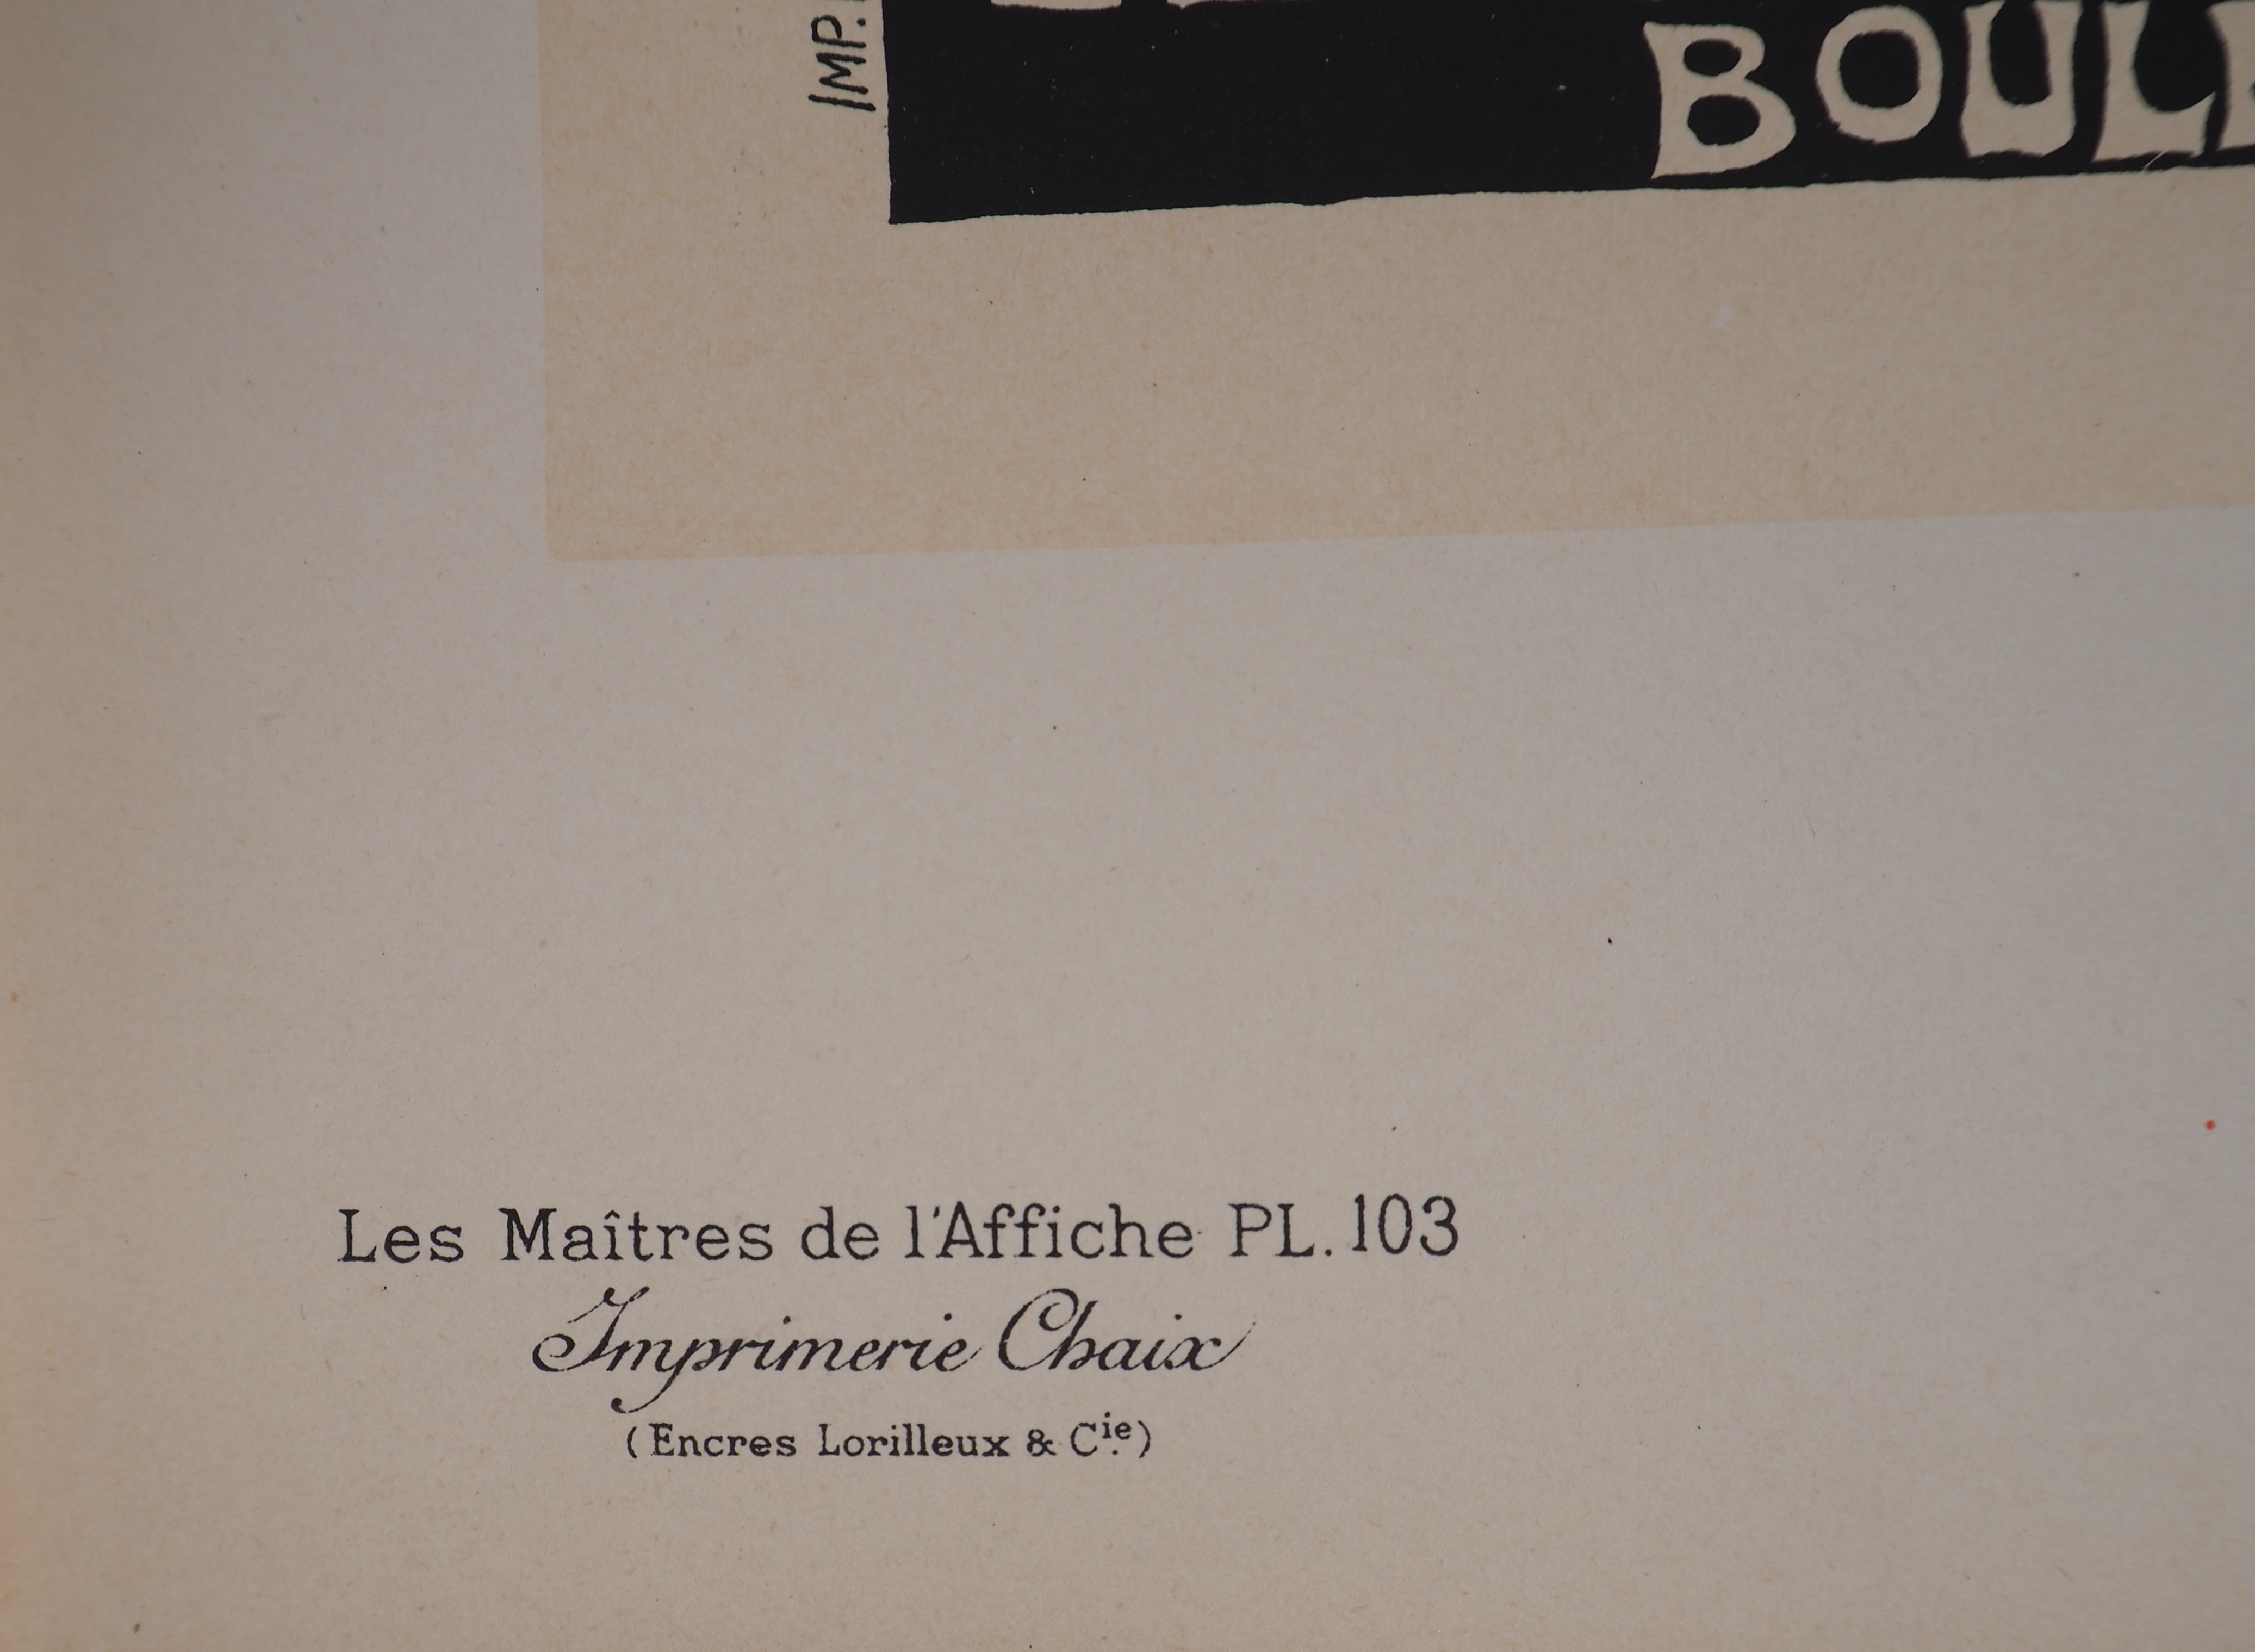 IMP.
BOUL
Les Maîtres de l'Affiche PL. 103
Imprimerie Chaix
(Encres Lorilleux & Cie.)